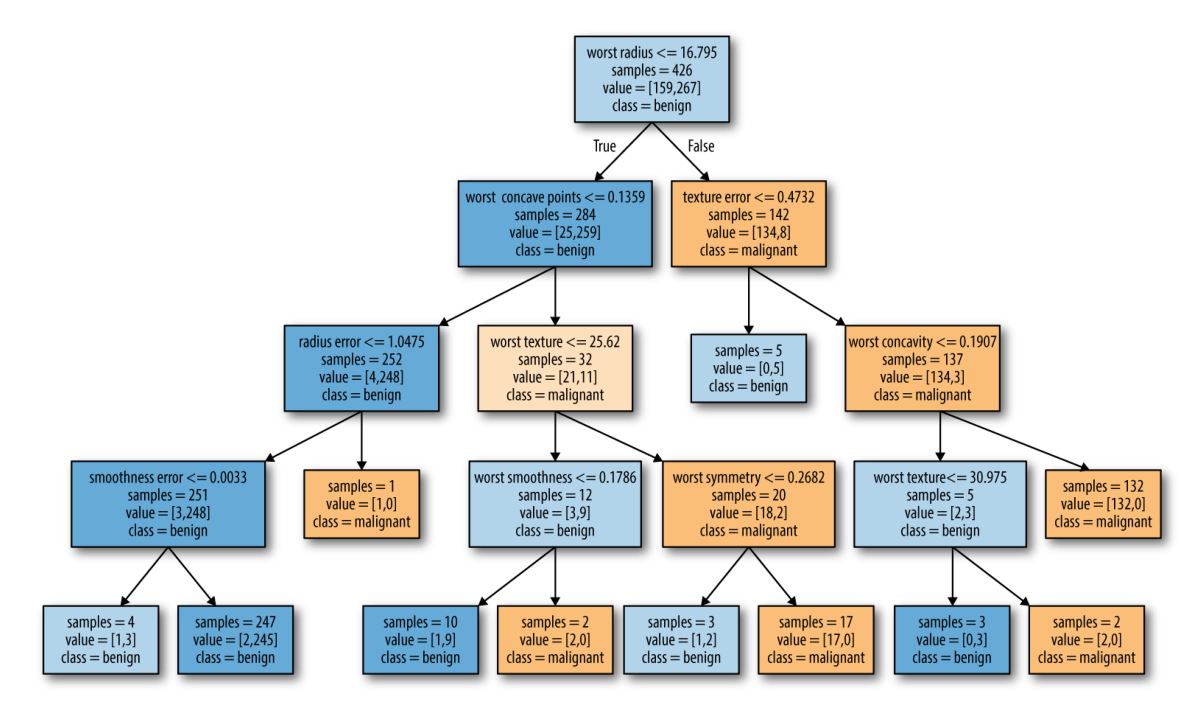 worst radius <= 16.795
samples = 426
value = [159,267]
class = benign
True
False
worst concave points <= 0.1359
samples = 284
value = [25,259]
class = benign
texture error <= 0.4732
samples = 142
value = [134,8]
class = malignant
radius error <= 1.0475
samples = 252
value = [4,248]
class = benign
worst texture <= 25.62
samples = 32
value = [21,11]
class = malignant
samples = 5
value = [0,5]
class = benign
worst concavity <= 0.1907
samples = 137
value = [134,3]
class = malignant
smoothness error <= 0.0033
samples = 251
value = [3,248]
class = benign
samples = 1
value = [1,0]
class = malignant
worst smoothness <= 0.1786
samples = 12
value = [3,9]
class = benign
worst symmetry <= 0.2682
samples = 20
value = [18,2]
class = malignant
worst texture<= 30.975
samples = 5
value = [2,3]
class = benign
samples = 132
value = [132,0]
class = malignant
samples = 4
value = [1,3]
class = benign
samples = 247
value = [2,245]
class = benign
samples = 10
value = [1,9]
class = benign
samples = 2
value = [2,0]
class = malignant
samples = 3
value = [1,2]
class = benign
samples = 17
value = [17,0]
class = malignant
samples = 3
value = [0,3]
class = benign
samples = 2
value = [2,0]
class = malignant